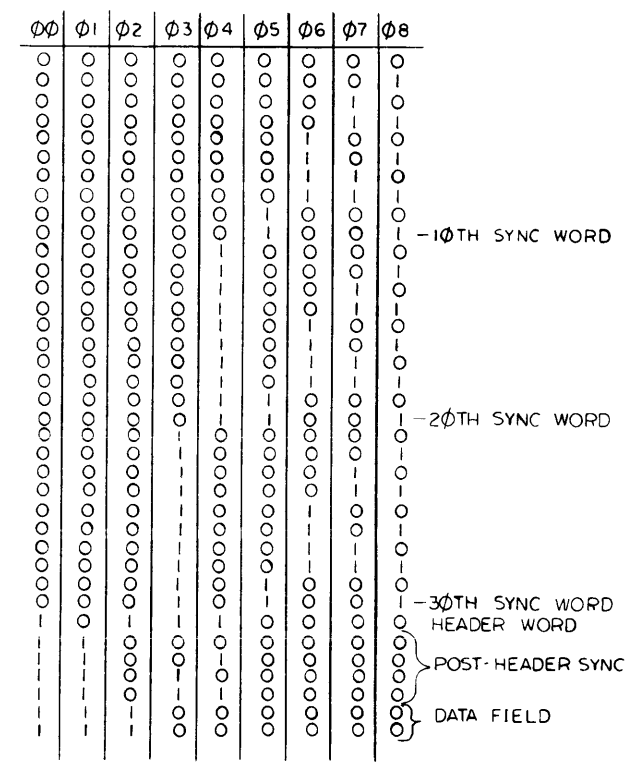 ØØ Ø1 Ø2 Ø3 Ø4 Ø5 Ø6 Ø7 Ø8
O O O O O O O O O
O O O O O O O O I
O O O O O O O I O
O O O O O O O I I
O O O O O O I O O
O O O O O O I O I
O O O O O O I I O
O O O O O O I I I
O O O O O I O O O
O O O O O I O O I - 1ØTH SYNC WORD
O O O O I O O O O
O O O O I O O O I
O O O O I O O I O
O O O O I O O I I
O O O O I O I O O
O O O O I O I O I
O O O O I O I I O
O O O O I O I I I
O O O O I I O O O
O O O O I I O O I - 2ØTH SYNC WORD
O O O I O O O O O
O O O I O O O O I
O O O I O O O I O
O O O I O O O I I
O O O I O O I O O
O O O I O O I O I
O O O I O O I I O
O O O I O O I I I
O O O I O I O O O
O O O I O I O O I - 3ØTH SYNC WORD
I O I I I O O O O HEADER WORD
I I O O O O O O O
I I O O I O O O O POST-HEADER SYNC
I I O I O O O O O
I I O I I O O O O
I I I O O O O O O DATA FIELD
I I I O O O O O O